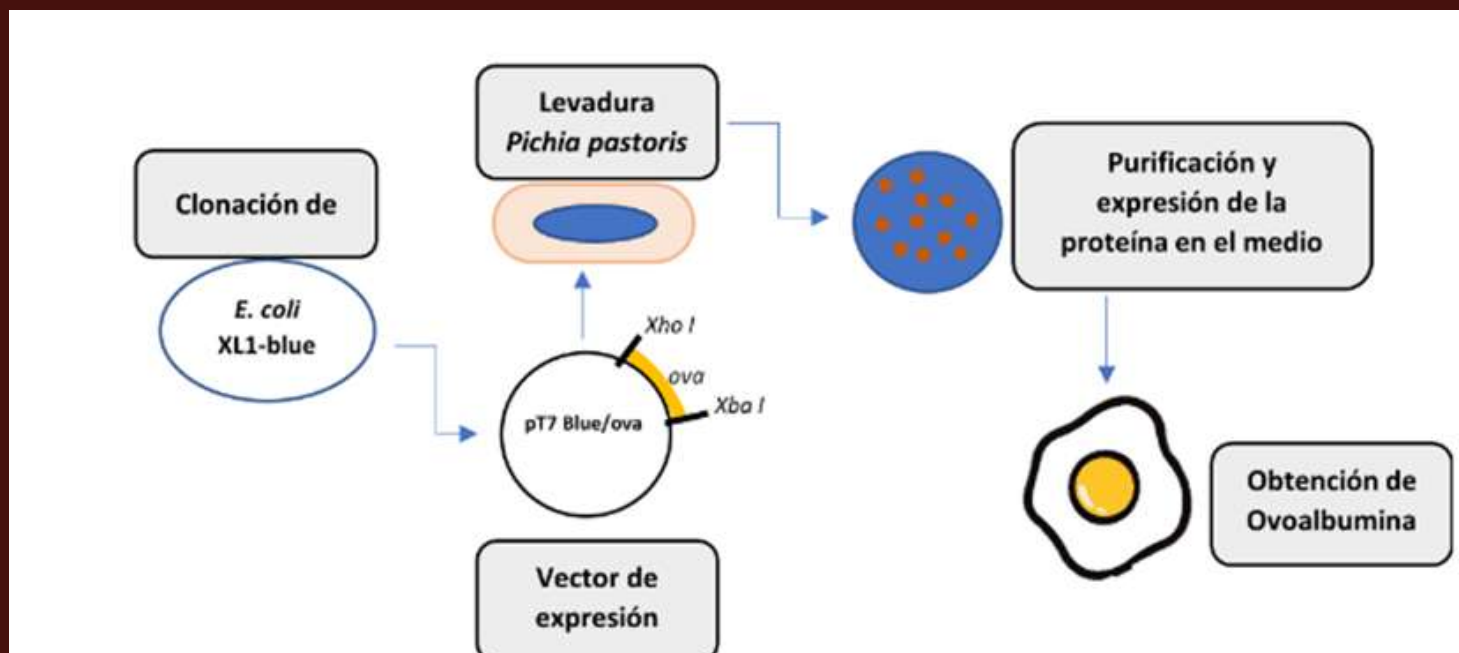 Clonación de
E. coli
XL1-blue
Levadura
Pichia pastoris
Xho I
ova
Xba I
pT7 Blue/ova
Vector de
expresión
Purificación y
expresión de la
proteína en el medio
Obtención de
Ovoalbumina